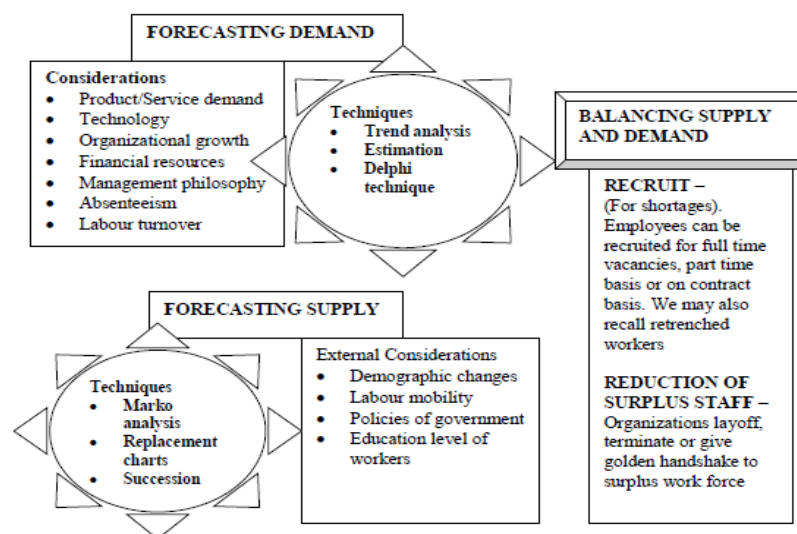 FORECASTING DEMAND
Considerations
• Product/Service demand
• Technology
• Organizational growth
• Financial resources
• Management philosophy
• Absenteeism
• Labour turnover
Techniques
• Trend analysis
• Estimation
• Delphi
technique
BALANCING SUPPLY
AND DEMAND
RECRUIT –
(For shortages).
Employees can be
recruited for full time
vacancies, part time
basis or on contract
basis. We may also
recall retrenched
workers
REDUCTION OF
SURPLUS STAFF –
Organizations layoff,
terminate or give
golden handshake to
surplus work force
FORECASTING SUPPLY
Techniques
• Marko
analysis
• Replacement
charts
• Succession
External Considerations
• Demographic changes
• Labour mobility
• Policies of government
• Education level of
workers